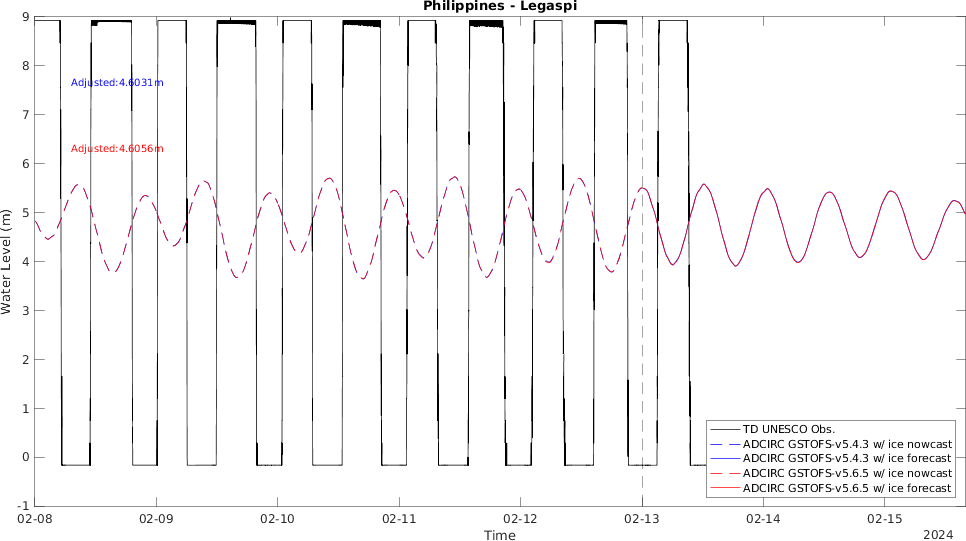 Philippines - Legaspi
9
8
7
6
5
4
3
2
1
0
-1
Water Level (m)
Adjusted:4.6031m
Adjusted:4.6056m
TD UNESCO Obs.
ADCIRC GSTOFS-v5.4.3 w/ ice nowcast
ADCIRC GSTOFS-v5.4.3 w/ ice forecast
ADCIRC GSTOFS-v5.6.5 w/ ice nowcast
ADCIRC GSTOFS-v5.6.5 w/ ice forecast
02-08 02-09 02-10 02-11 02-12 02-13 02-14 02-15
Time
2024